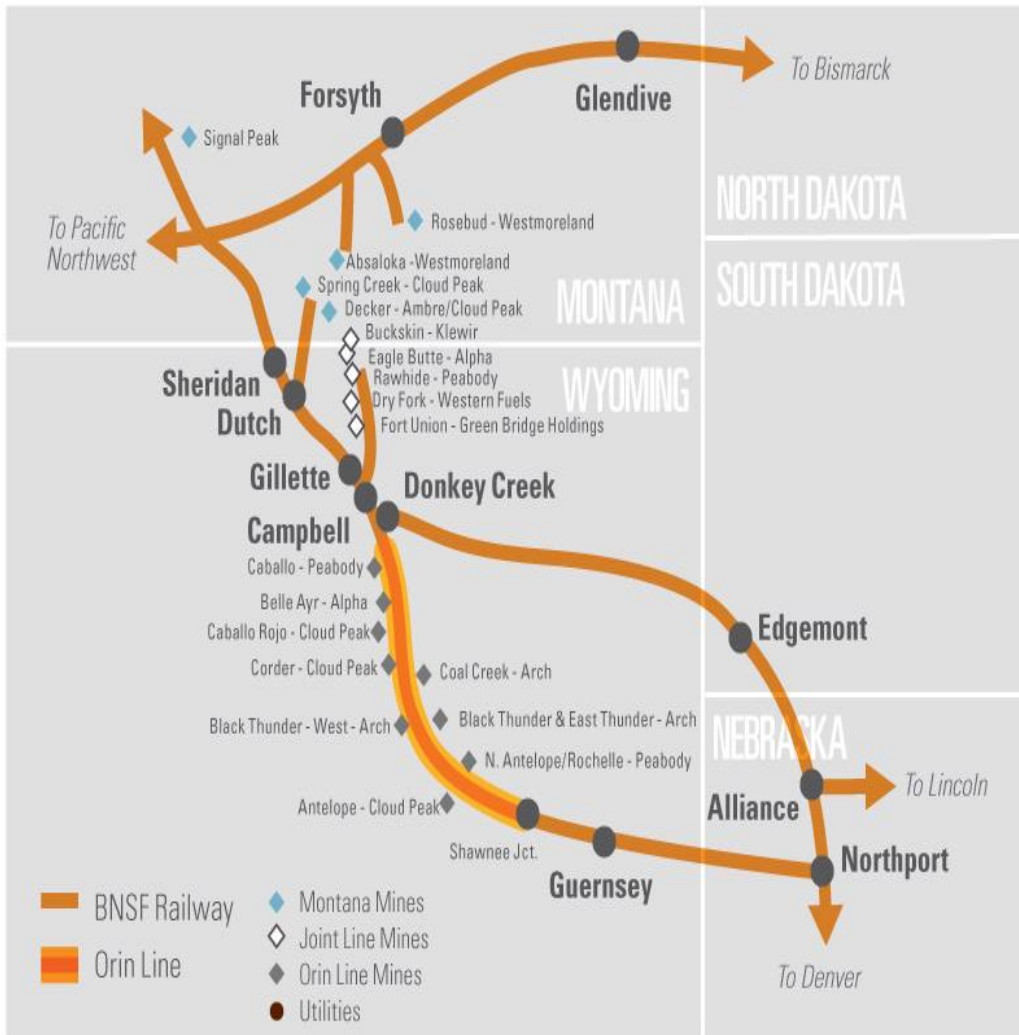 To Bismarck
Glendive
Forsyth
Signal Peak
NORTH DAKOTA
Rosebud - Westmoreland
To Pacific
Northwest
Absaloka -Westmoreland
SOUTH DAKOTA
Spring Creek - Cloud Peak
MONTANA
Decker - Ambre/Cloud Peak
Buckskin - Klewir
Eagle Butte - Alpha
WYOMING
Rawhide - Peabody
Sheridan
Dry Fork - Western Fuels
Dutch
Fort Union - Green Bridge Holdings
Gillette
Donkey Creek
Campbell
Caballo - Peabody
Belle Ayr - Alpha
Caballo Rojo - Cloud Peak
Edgemont
Corder - Cloud Peak
Coal Creek - Arch
Black Thunder - West - Arch
Black Thunder & East Thunder - Arch
NEBRASKA
N. Antelope/Rochelle - Peabody
To Lincoln
Antelope - Cloud Peak
Alliance
Shawnee Jct.
Northport
Guernsey
BNSF Railway
Orin Line
Montana Mines
Joint Line Mines
Orin Line Mines
Utilities
To Denver